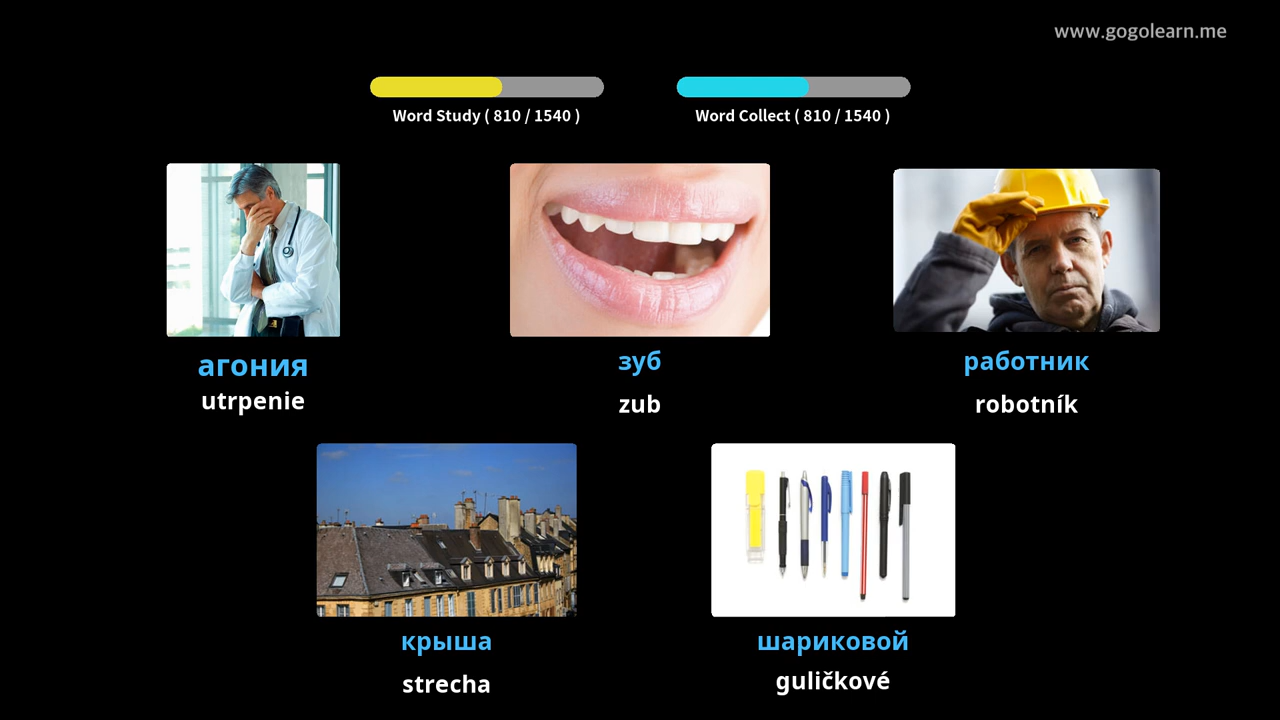 www.gogolearn.me
Word Study ( 810 / 1540 )
Word Collect ( 810 / 1540 )
агония
utrpenie
зуб
zub
работник
robotník
крыша
strecha
шариковой
guličkové